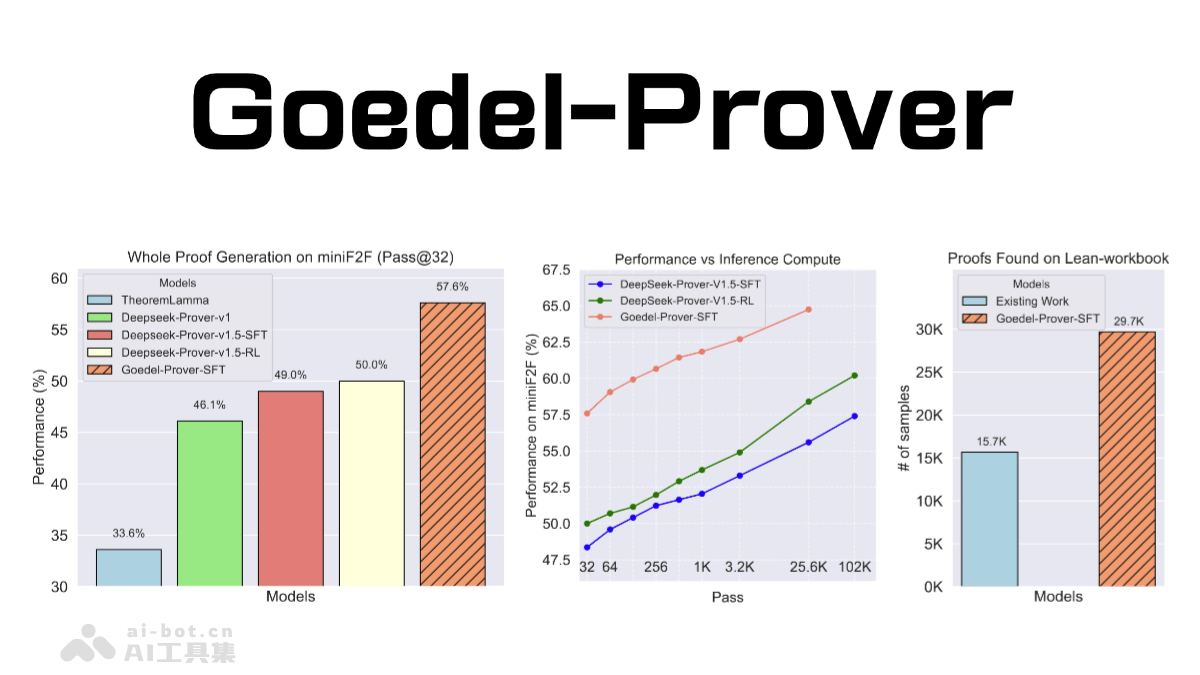 Goedel-Prover
Whole Proof Generation on miniF2F (Pass@32)
Performance (%)
60
55
50
45
40
35
30
Models
TheoremLamma
Deepseek-Prover-v1
Deepseek-Prover-v1.5-SFT
Deepseek-Prover-v1.5-RL
Goedel-Prover-SFT
33.6%
46.1%
49.0%
50.0%
57.6%
Models
Performance vs Inference Compute
Performance on miniF2F (%)
67.5
65.0
62.5
60.0
57.5
55.0
52.5
50.0
47.5
DeepSeek-Prover-V1.5-SFT
DeepSeek-Prover-V1.5-RL
Goedel-Prover-SFT
32 64 256 1K 3.2K 25.6K 102K
Pass
Proofs Found on Lean-workbook
# of samples
30K
25K
20K
15K
10K
5K
0K
Models
Existing Work
Goedel-Prover-SFT
15.7K
29.7K
Models
ai-bot.cn
AI工具集